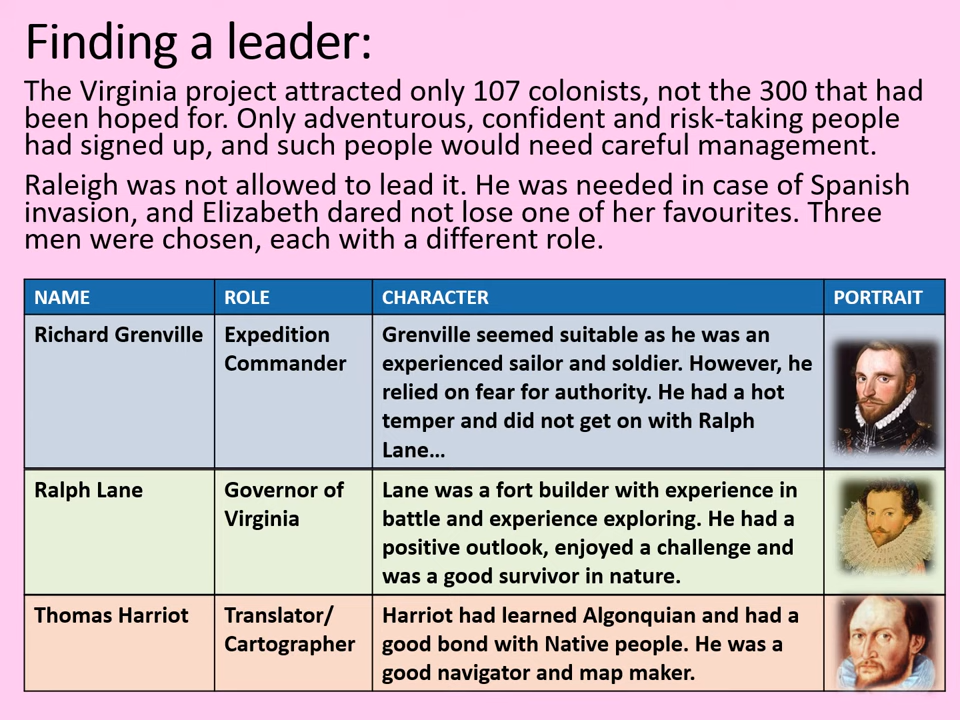 Finding a leader:
The Virginia project attracted only 107 colonists, not the 300 that had
been hoped for. Only adventurous, confident and risk-taking people
had signed up, and such people would need careful management.
Raleigh was not allowed to lead it. He was needed in case of Spanish
invasion, and Elizabeth dared not lose one of her favourites. Three
men were chosen, each with a different role.
NAME ROLE CHARACTER PORTRAIT
Richard Grenville
Expedition
Commander
Grenville seemed suitable as he was an
experienced sailor and soldier. However, he
relied on fear for authority. He had a hot
temper and did not get on with Ralph
Lane…
Ralph Lane
Governor of
Virginia
Lane was a fort builder with experience in
battle and experience exploring. He had a
positive outlook, enjoyed a challenge and
was a good survivor in nature.
Thomas Harriot
Translator/
Cartographer
Harriot had learned Algonquian and had a
good bond with Native people. He was a
good navigator and map maker.